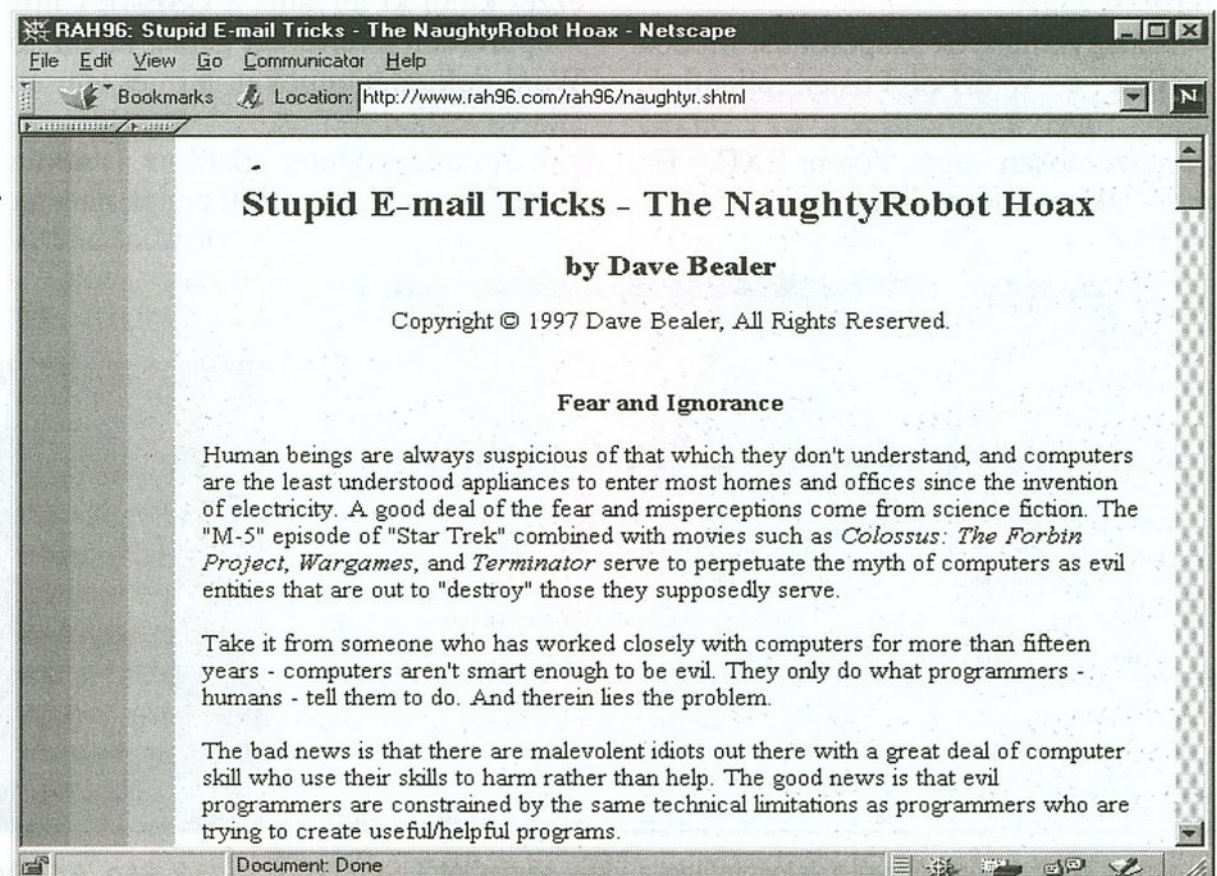 RAH96: Stupid E-mail Tricks - The NaughtyRobot Hoax - Netscape
File Edit View Go Communicator Help
Bookmarks Location: http://www.rah96.com/rah96/naughtyr.shtml N
Stupid E-mail Tricks - The NaughtyRobot Hoax
by Dave Bealer
Copyright © 1997 Dave Bealer, All Rights Reserved.
Fear and Ignorance
Human beings are always suspicious of that which they don't understand, and computers
are the least understood appliances to enter most homes and offices since the invention
of electricity. A good deal of the fear and misperceptions come from science fiction. The
"M-5" episode of "Star Trek" combined with movies such as Colossus: The Forbin
Project, Wargames, and Terminator serve to perpetuate the myth of computers as evil
entities that are out to "destroy" those they supposedly serve.
Take it from someone who has worked closely with computers for more than fifteen
years - computers aren't smart enough to be evil. They only do what programmers -
humans - tell them to do. And therein lies the problem.
The bad news is that there are malevolent idiots out there with a great deal of computer
skill who use their skills to harm rather than help. The good news is that evil
programmers are constrained by the same technical limitations as programmers who are
trying to create useful/helpful programs.
Document: Done